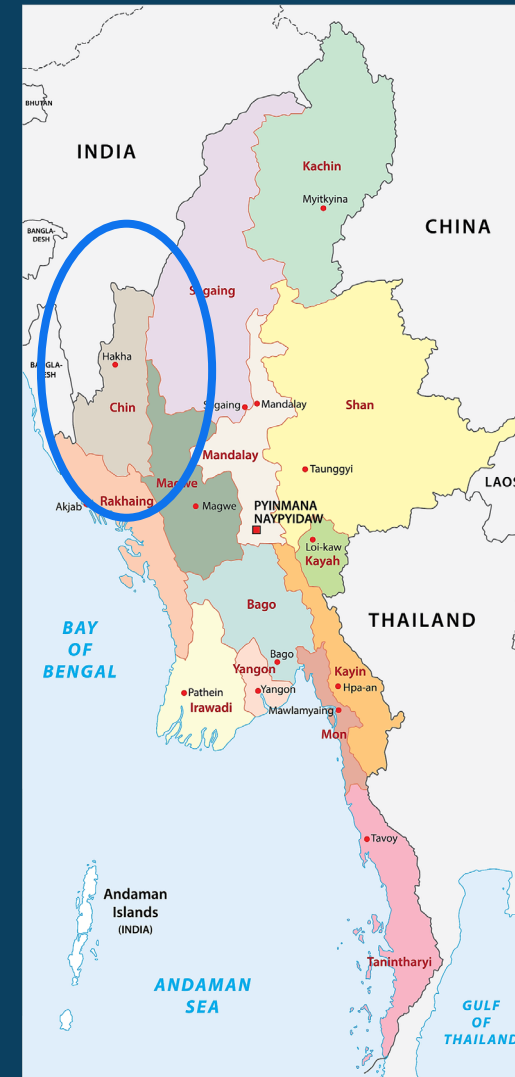 BHUTAN
INDIA
Kachin
Myitkyina
CHINA
BANGLA-
DESH
Sagaing
Hakha
BANGLA-
ESH
Chin
Sagaing
Mandalay
Shan
Mandalay
Taunggyi
LAOS
Magwe
Rakhaing
Akjab
Magwe
PYINMANA
NAYPYIDAW
Loi-kaw
Kayah
Bago
THAILAND
BAY
OF
BENGAL
Bago
Yangon
Kayin
Pathein
Yangon
Hpa-an
Irawadi
Mawlamyaing
Mon
Tavoy
Andaman
Islands
(INDIA)
Tanintharyi
ANDAMAN
SEA
GULF
OF
THAILAND